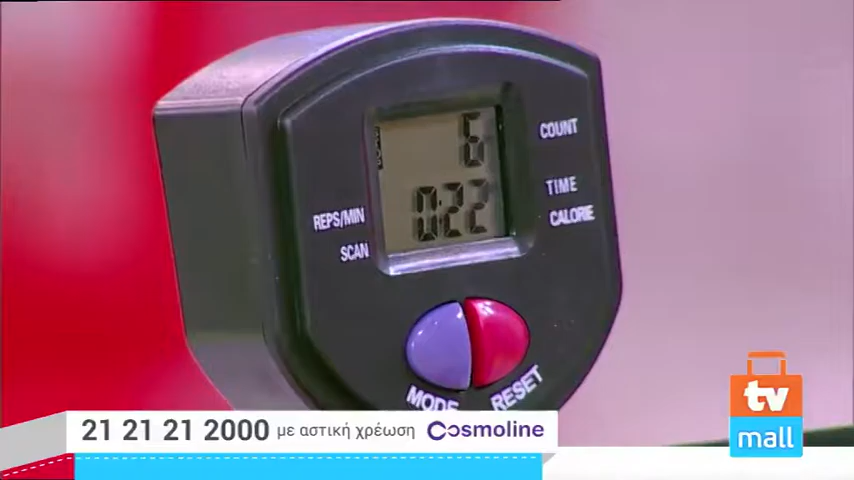 6
0:22
COUNT
TIME
CALORIE
REPS/MIN
SCAN
MODE
RESET
21 21 21 2000 με αστική χρέωση Cosmoline
tv
mall